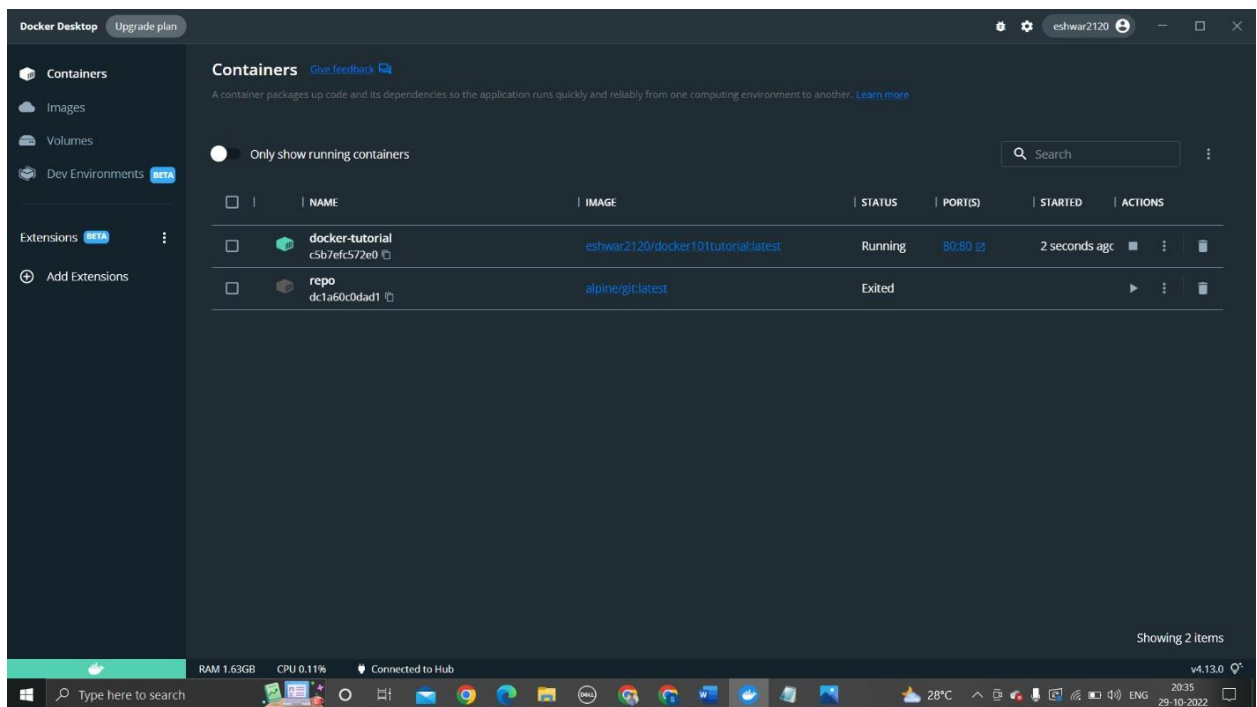 Docker Desktop Upgrade plan eshwar2120
Containers
Images
Volumes
Dev Environments BETA
Extensions BETA
Add Extensions
Containers Give feedback
A container packages up code and its dependencies so the application runs quickly and reliably from one computing environment to another. Learn more
Only show running containers Search
NAME IMAGE STATUS PORT(S) STARTED ACTIONS
docker-tutorial
c5b7efc572e0
eshwar2120/docker101tutorial:latest Running 80:80 2 seconds agc
repo
dc1a60c0dad1
alpine/git:latest Exited
Showing 2 items
RAM 1.63GB CPU 0.11% Connected to Hub v4.13.0
Type here to search DELL W 28°C ENG 20:35
29-10-2022